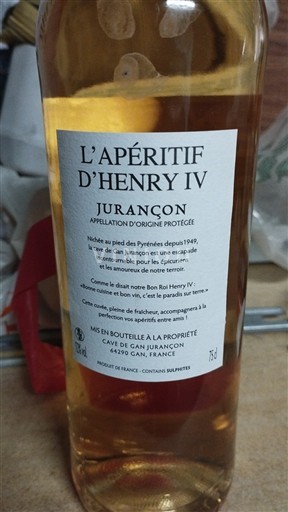 L'APÉRITIF
D'HENRY IV
JURANÇON
APPELLATION D'ORIGINE PROTÉGÉE
Nichée au pied des Pyrénées depuis 1949,
la cave de Gan Jurançon est une escapade
incontournable pour les épicuriens
et les amoureux de notre terroir.
Comme le disait notre Bon Roi Henry IV :
«Bonne cuisine et bon vin, c'est le paradis sur terre.»
Cette cuvée, pleine de fraîcheur, accompagnera à la
perfection vos apéritifs entre amis !
MIS EN BOUTEILLE À LA PROPRIÉTÉ
CAVE DE GAN JURANÇON
64290 GAN, FRANCE
75 cl
PRODUIT DE FRANCE - CONTAINS SULPHITES